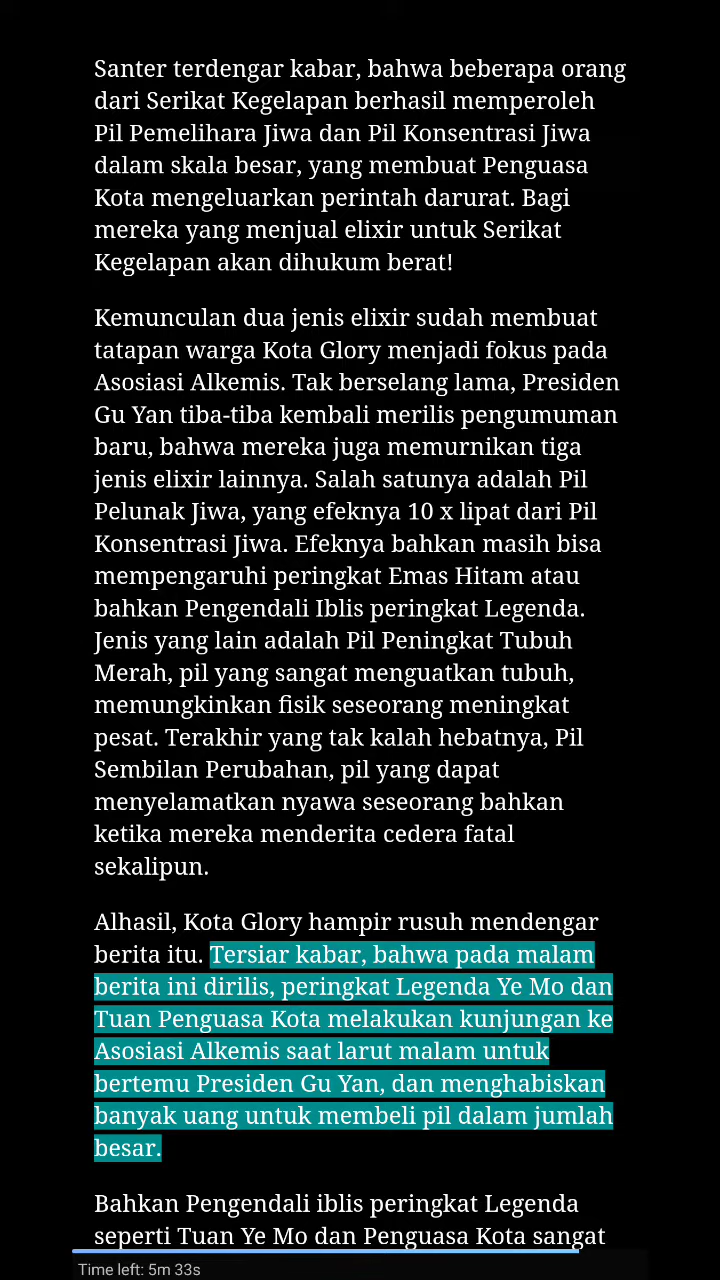 Santer terdengar kabar, bahwa beberapa orang
dari Serikat Kegelapan berhasil memperoleh
Pil Pemelihara Jiwa dan Pil Konsentrasi Jiwa
dalam skala besar, yang membuat Penguasa
Kota mengeluarkan perintah darurat. Bagi
mereka yang menjual elixir untuk Serikat
Kegelapan akan dihukum berat!
Kemunculan dua jenis elixir sudah membuat
tatapan warga Kota Glory menjadi fokus pada
Asosiasi Alkemis. Tak berselang lama, Presiden
Gu Yan tiba-tiba kembali merilis pengumuman
baru, bahwa mereka juga memurnikan tiga
jenis elixir lainnya. Salah satunya adalah Pil
Pelunak Jiwa, yang efeknya 10 x lipat dari Pil
Konsentrasi Jiwa. Efeknya bahkan masih bisa
mempengaruhi peringkat Emas Hitam atau
bahkan Pengendali Iblis peringkat Legenda.
Jenis yang lain adalah Pil Peningkat Tubuh
Merah, pil yang sangat menguatkan tubuh,
memungkinkan fisik seseorang meningkat
pesat. Terakhir yang tak kalah hebatnya, Pil
Sembilan Perubahan, pil yang dapat
menyelamatkan nyawa seseorang bahkan
ketika mereka menderita cedera fatal
sekalipun.
Alhasil, Kota Glory hampir rusuh mendengar
berita itu. Tersiar kabar, bahwa pada malam
berita ini dirilis, peringkat Legenda Ye Mo dan
Tuan Penguasa Kota melakukan kunjungan ke
Asosiasi Alkemis saat larut malam untuk
bertemu Presiden Gu Yan, dan menghabiskan
banyak uang untuk membeli pil dalam jumlah
besar.
Bahkan Pengendali iblis peringkat Legenda
seperti Tuan Ye Mo dan Penguasa Kota sangat
Time left: 5m 33s